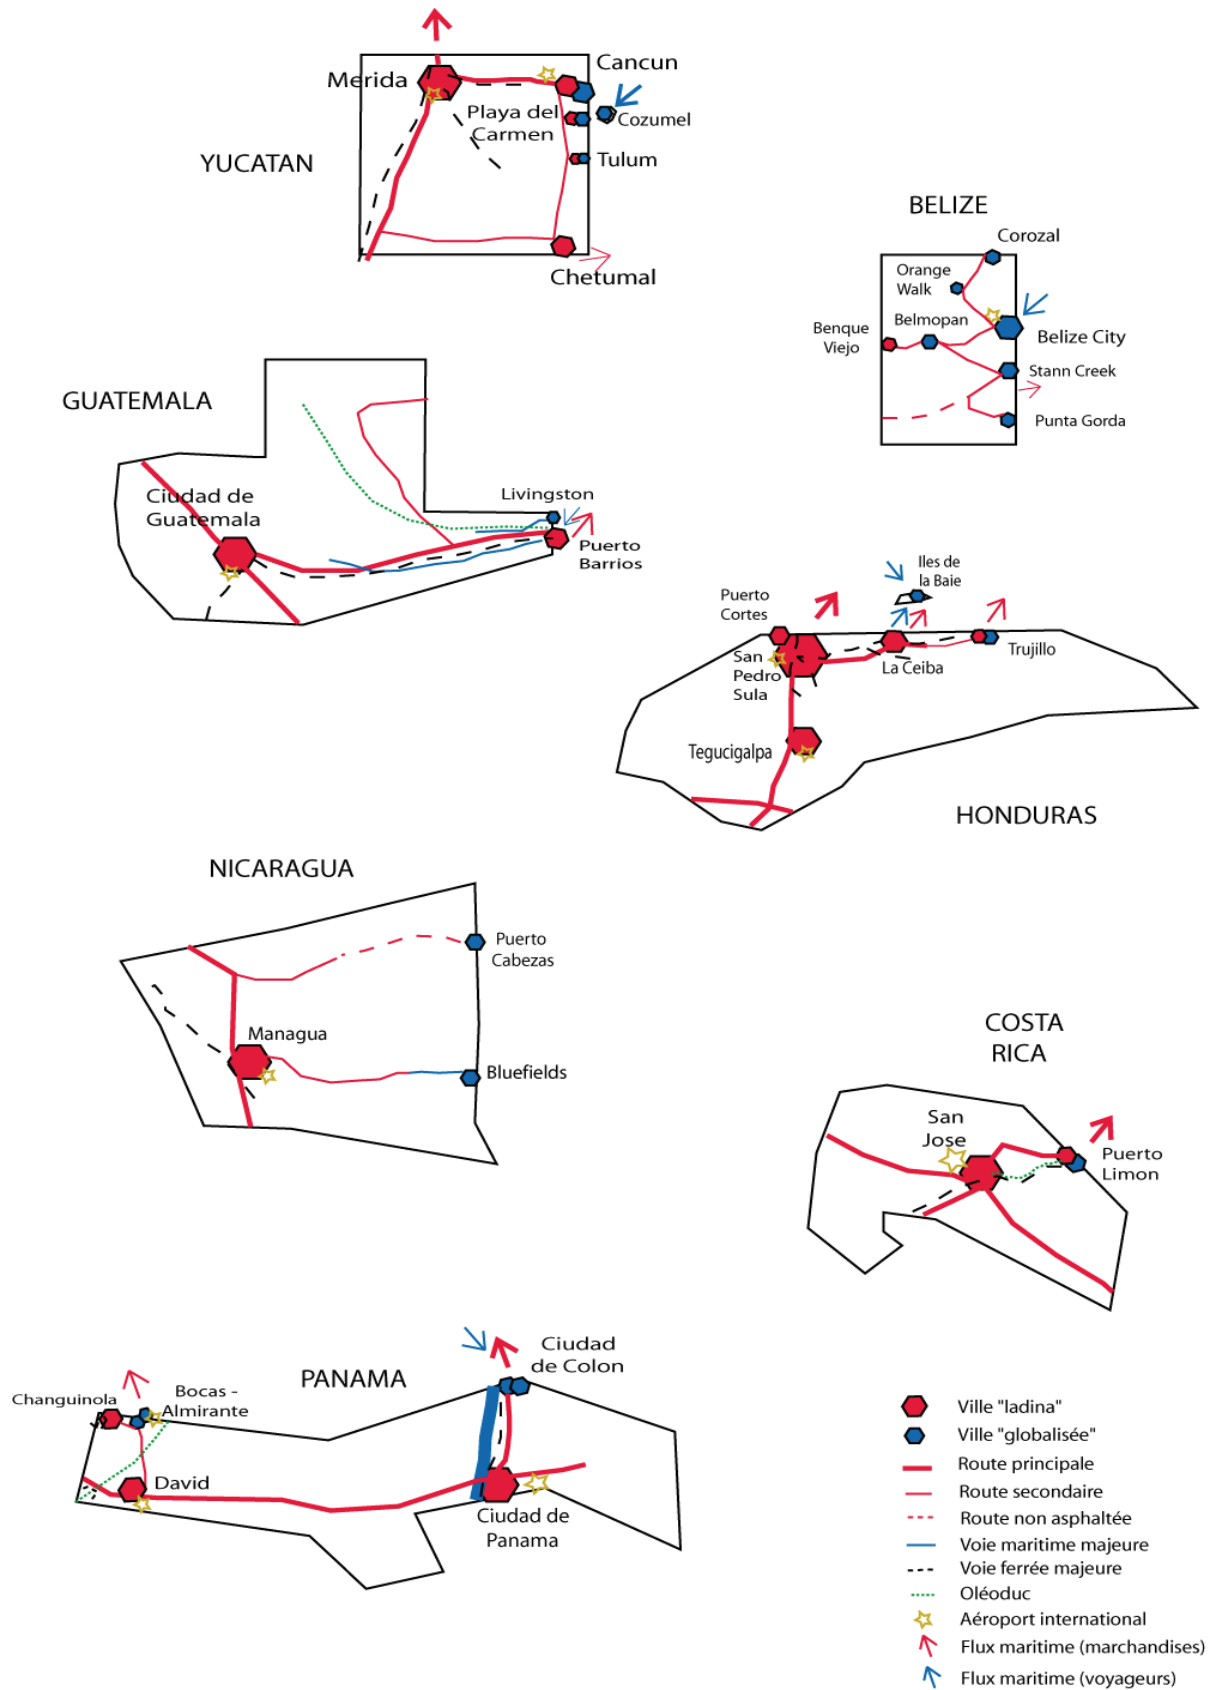 Merida
Cancun
Playa del
Carmen
Cozumel
YUCATAN
Tulum
Chetumal
BELIZE
Corozal
Orange
Walk
Belmopan
Benque
Viejo
Belize City
Stann Creek
Punta Gorda
GUATEMALA
Ciudad de
Guatemala
Livingston
Puerto
Barrios
Iles de
la Baie
Puerto
Cortes
San
Pedro
Sula
La Ceiba
Trujillo
Tegucigalpa
HONDURAS
NICARAGUA
Puerto
Cabezas
Managua
Bluefields
COSTA
RICA
San
Jose
Puerto
Limon
PANAMA
Ciudad
de Colon
Changuinola
Bocas -
Almirante
David
Ciudad de
Panama
Ville "ladina"
Ville "globalisée"
Route principale
Route secondaire
Route non asphaltée
Voie maritime majeure
Voie ferrée majeure
Oléoduc
Aéroport international
Flux maritime (marchandises)
Flux maritime (voyageurs)